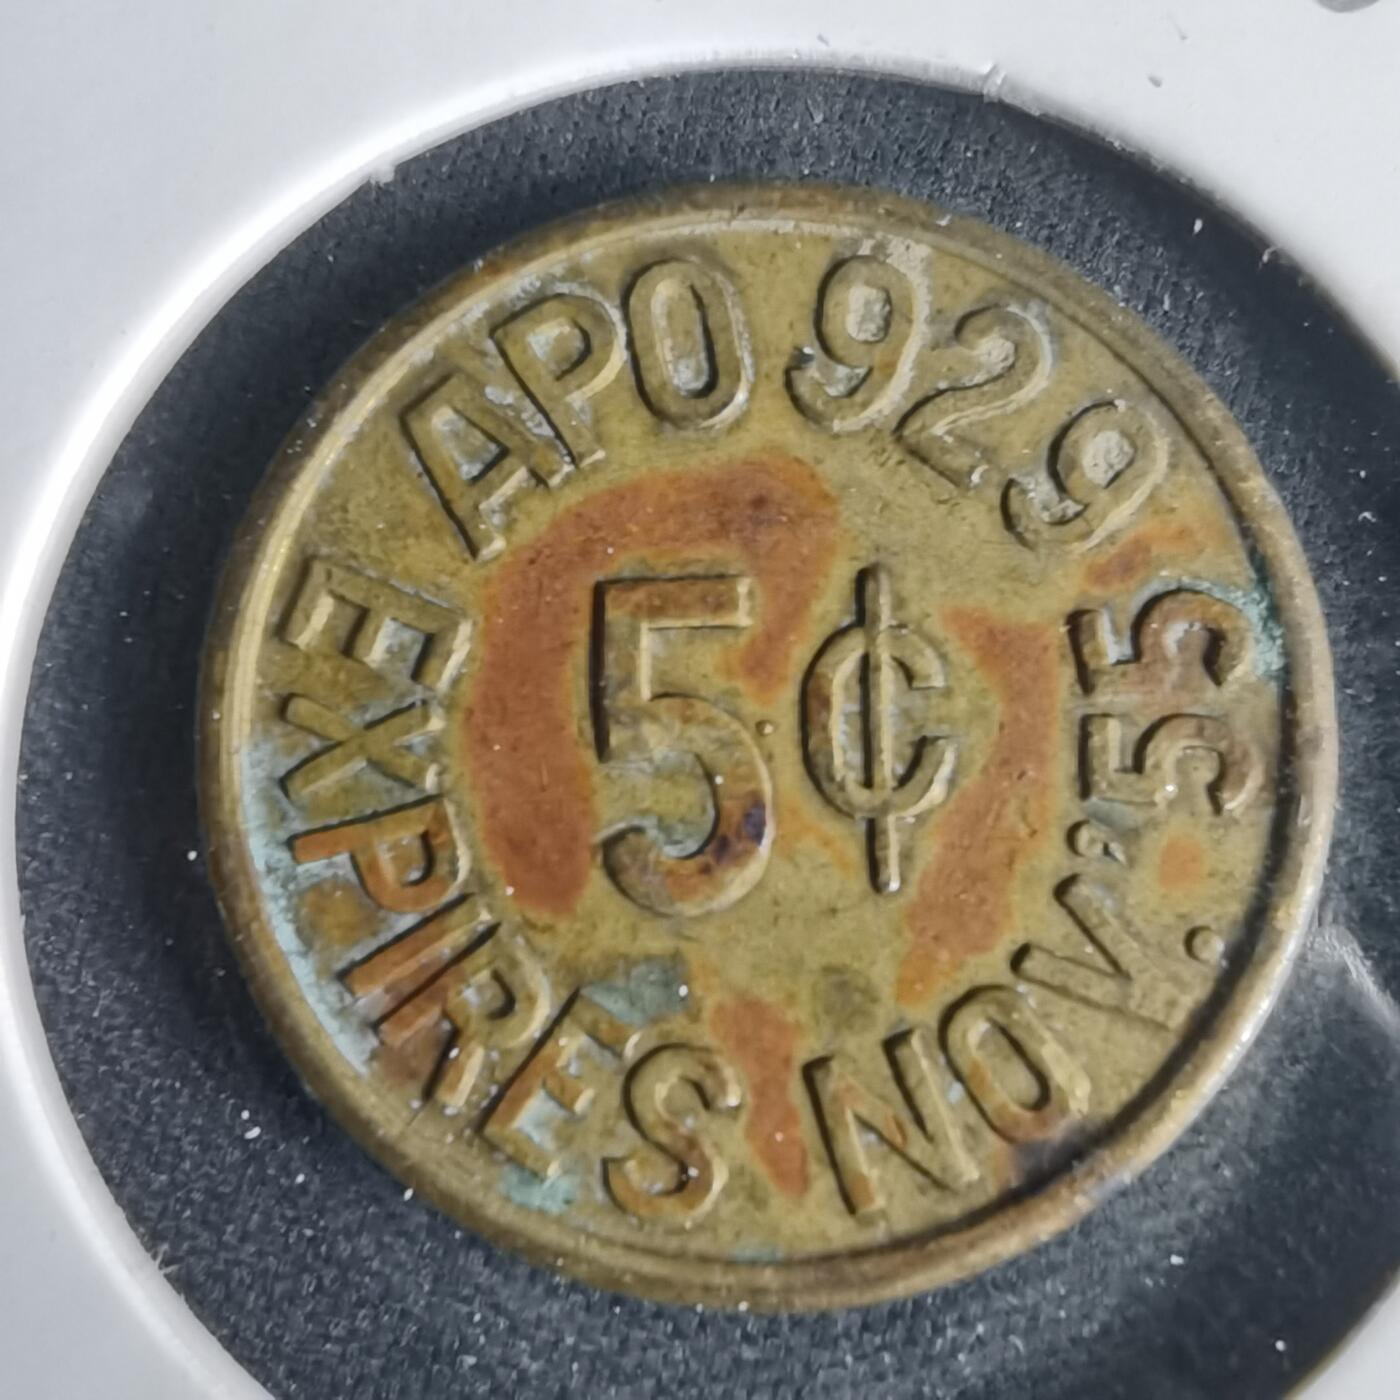 APO 929
5¢
EXPIRES NOV. '55